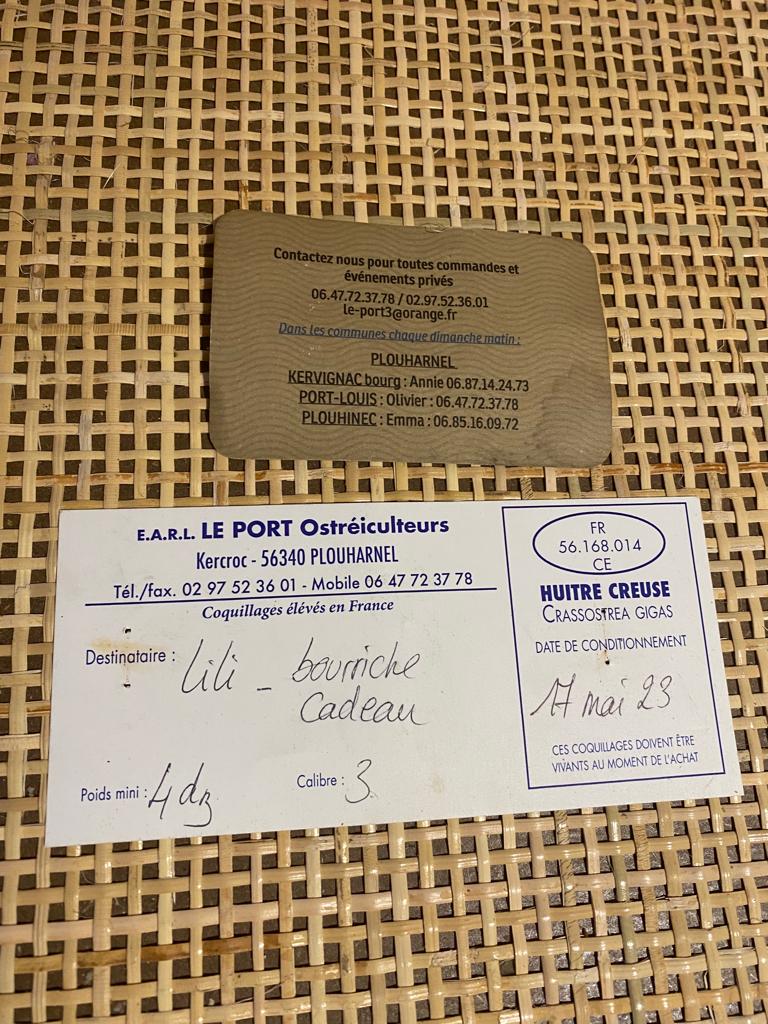 Contactez nous pour toutes commandes et
événements privés
06.47.72.37.78 / 02.97.52.36.01
le-port3@orange.fr
Dans les communes chaque dimanche matin :
PLOUHARNEL
KERVIGNAC bourg : Annie 06.87.14.24.73
PORT-LOUIS : Olivier : 06.47.72.37.78
PLOUHINEC : Emma : 06.85.16.09.72
E.A.R.L. LE PORT Ostréiculteurs
Kercroc - 56340 PLOUHARNEL
Tél./fax. 02 97 52 36 01 - Mobile 06 47 72 37 78
Coquillages élévés en France
Destinataire : Lili - bourriche
Cadeau
Poids mini : 4 dz
Calibre : 3
FR
56.168.014
CE
HUITRE CREUSE
CRASSOSTREA GIGAS
DATE DE CONDITIONNEMENT
17 mai 23
CES COQUILLAGES DOIVENT ÊTRE
VIVANTS AU MOMENT DE L'ACHAT